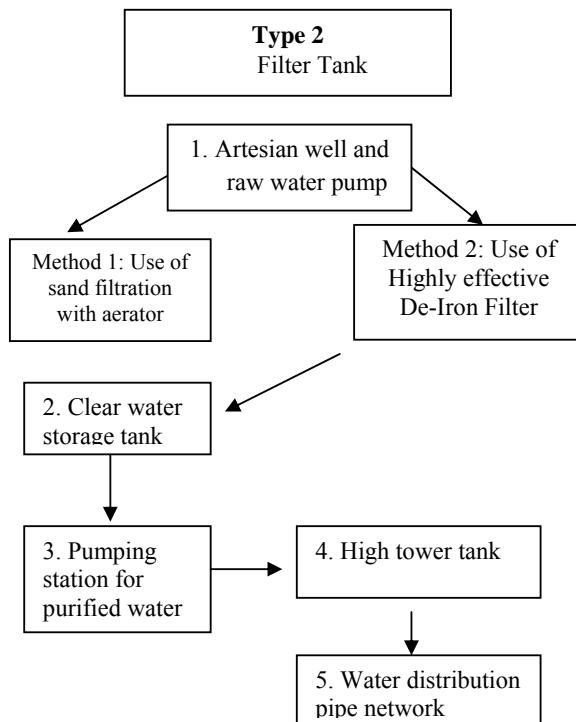 Type 2
Filter Tank
1. Artesian well and
raw water pump
Method 1: Use of
sand filtration
with aerator
Method 2: Use of
Highly effective
De-Iron Filter
2. Clear water
storage tank
3. Pumping
station for
purified water
4. High tower tank
5. Water distribution
pipe network